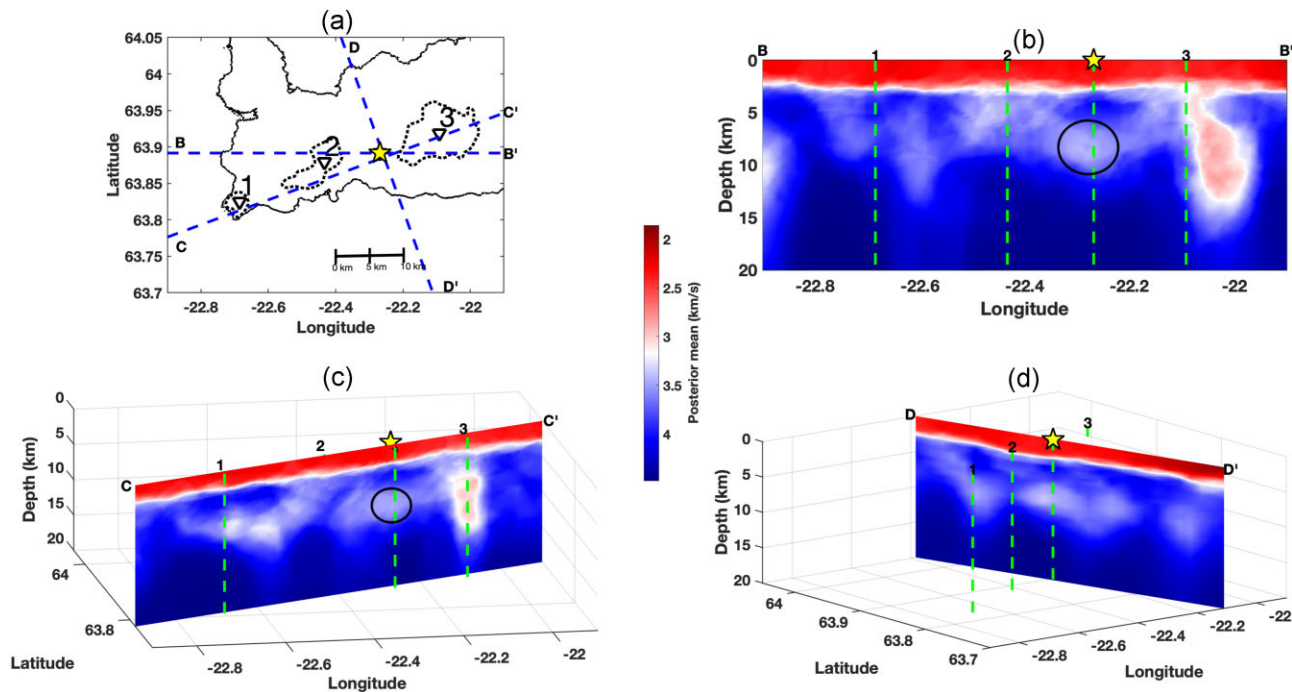 (a)
64.05
64
63.95
63.9
63.85
63.8
63.75
63.7
Latitude
D
C'
B
B'
C
D'
1
2
3
0 km 5 km 10 km
-22.8 -22.6 -22.4 -22.2 -22
Longitude
(b)
B 1 2 3 B'
0
5
10
15
20
Depth (km)
-22.8 -22.6 -22.4 -22.2 -22
Longitude
2
2.5
3
3.5
4
Posterior mean (km/s)
(c)
0
5
10
15
20
Depth (km)
C 1 2 3 C'
64
63.8
Latitude
-22.8 -22.6 -22.4 -22.2 -22
Longitude
(d)
D
3
2
1
D'
0
5
10
15
20
Depth (km)
64 63.9 63.8 63.7
Latitude
-22.8 -22.6 -22.4 -22.2 -22
Longitude